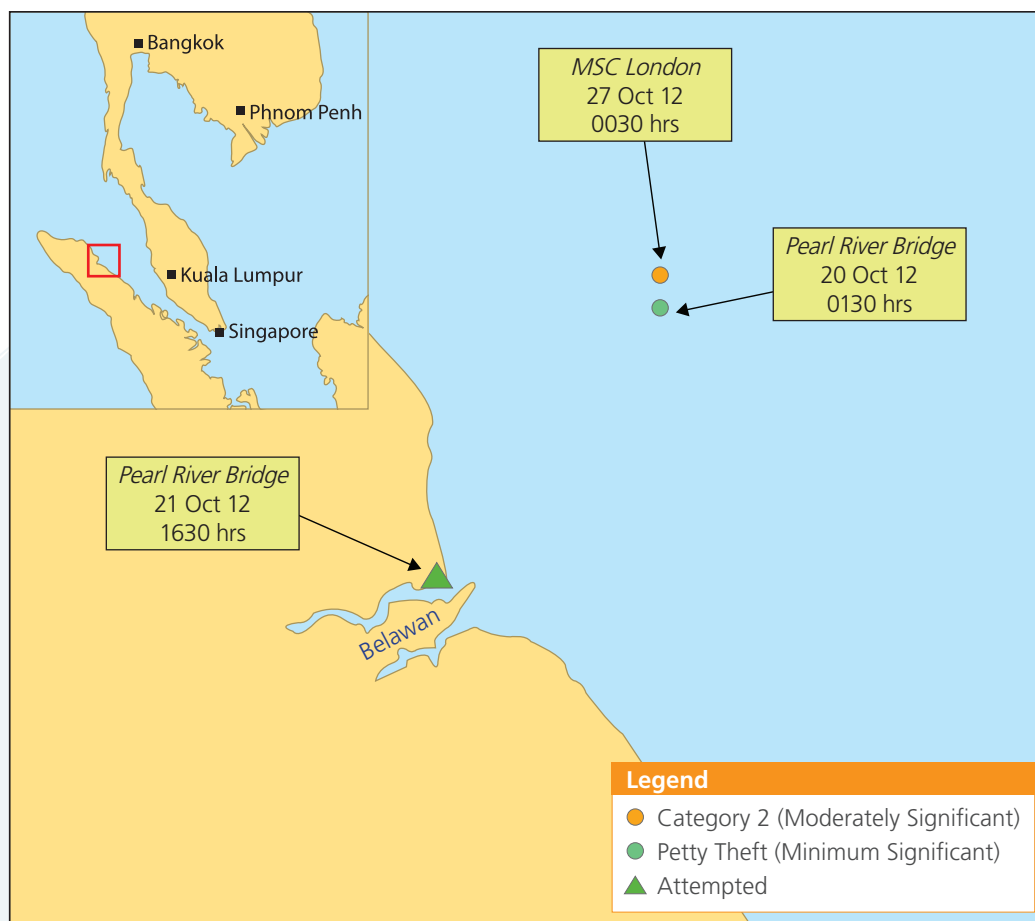 Bangkok
Phnom Penh
Kuala Lumpur
Singapore
MSC London
27 Oct 12
0030 hrs
Pearl River Bridge
20 Oct 12
0130 hrs
Pearl River Bridge
21 Oct 12
1630 hrs
Belawan
Legend
Category 2 (Moderately Significant)
Petty Theft (Minimum Significant)
Attempted